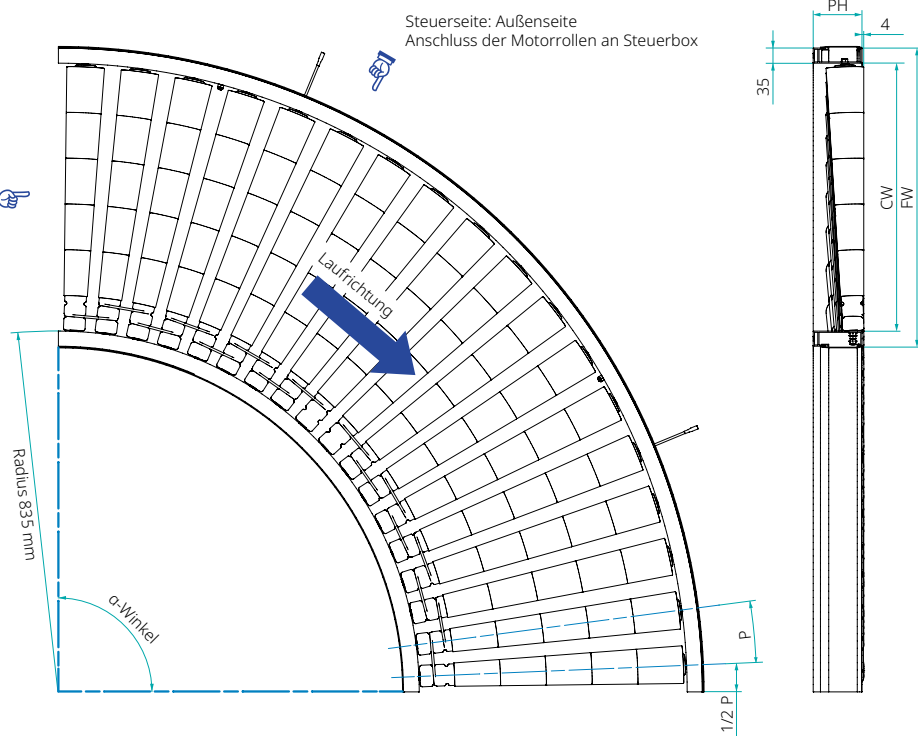 Steuerseite: Außenseite
Anschluss der Motorrollen an Steuerbox
PH
4
35
CW
FW
Laufrichtung
Radius 835 mm
α-Winkel
P
1/2 P